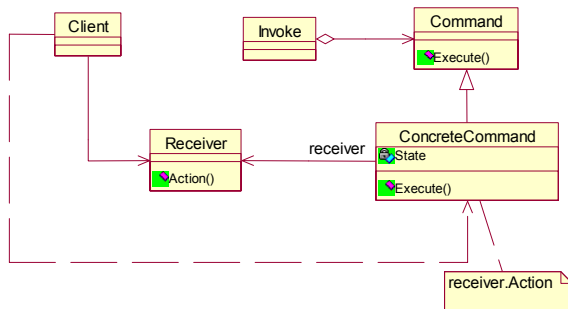 Client
Invoke
Command
Execute()
Receiver
Action()
receiver
ConcreteCommand
State
Execute()
receiver.Action